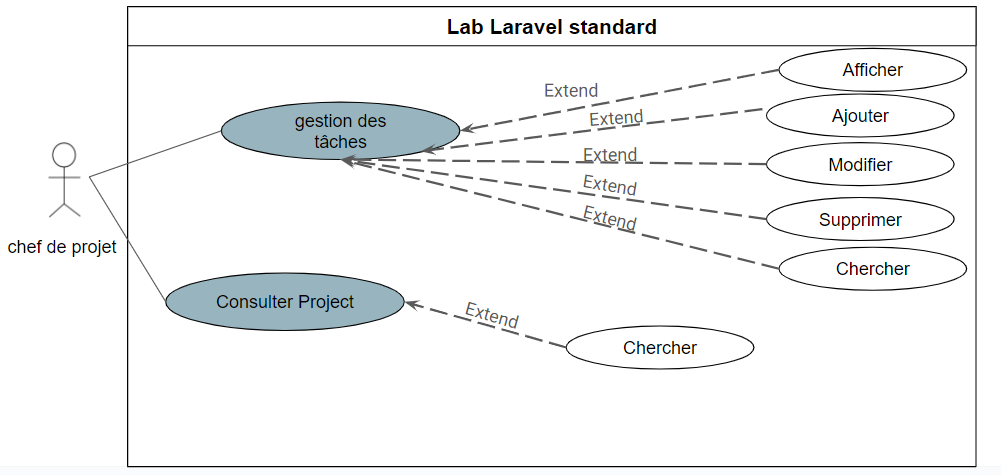 Lab Laravel standard
Afficher
Extend
Ajouter
Extend
gestion des
tâches
Extend
Modifier
Extend
Supprimer
Extend
chef de projet
Chercher
Consulter Project
Extend
Chercher